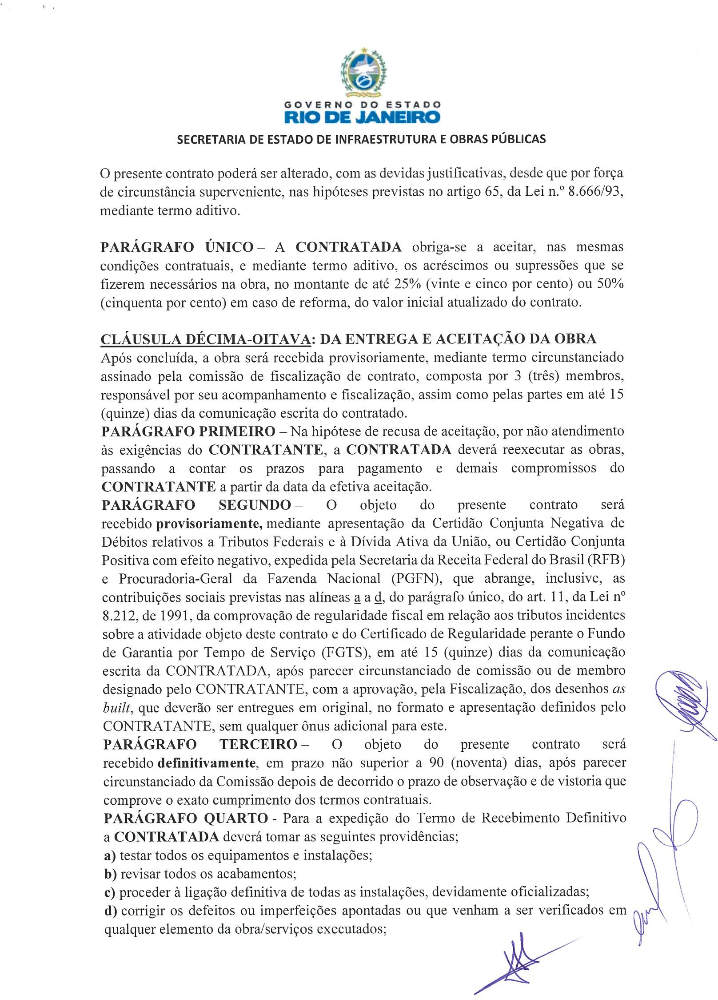 GOVERNO DO ESTADO
RIO DE JANEIRO
SECRETARIA DE ESTADO DE INFRAESTRUTURA E OBRAS PÚBLICAS
O presente contrato poderá ser alterado, com as devidas justificativas, desde que por força
de circunstância superveniente, nas hipóteses previstas no artigo 65, da Lei n.º 8.666/93,
mediante termo aditivo.
PARÁGRAFO ÚNICO – A CONTRATADA obriga-se a aceitar, nas mesmas
condições contratuais, e mediante termo aditivo, os acréscimos ou supressões que se
fizerem necessários na obra, no montante de até 25% (vinte e cinco por cento) ou 50%
(cinquenta por cento) em caso de reforma, do valor inicial atualizado do contrato.
CLÁUSULA DÉCIMA-OITAVA: DA ENTREGA E ACEITAÇÃO DA OBRA
Após concluída, a obra será recebida provisoriamente, mediante termo circunstanciado
assinado pela comissão de fiscalização de contrato, composta por 3 (três) membros,
responsável por seu acompanhamento e fiscalização, assim como pelas partes em até 15
(quinze) dias da comunicação escrita do contratado.
PARÁGRAFO PRIMEIRO – Na hipótese de recusa de aceitação, por não atendimento
às exigências do CONTRATANTE, a CONTRATADA deverá reexecutar as obras,
passando a contar os prazos para pagamento e demais compromissos do
CONTRATANTE a partir da data da efetiva aceitação.
PARÁGRAFO SEGUNDO – O objeto do presente contrato será
recebido provisoriamente, mediante apresentação da Certidão Conjunta Negativa de
Débitos relativos a Tributos Federais e à Dívida Ativa da União, ou Certidão Conjunta
Positiva com efeito negativo, expedida pela Secretaria da Receita Federal do Brasil (RFB)
e Procuradoria-Geral da Fazenda Nacional (PGFN), que abrange, inclusive, as
contribuições sociais previstas nas alíneas a a d, do parágrafo único, do art. 11, da Lei nº
8.212, de 1991, da comprovação de regularidade fiscal em relação aos tributos incidentes
sobre a atividade objeto deste contrato e do Certificado de Regularidade perante o Fundo
de Garantia por Tempo de Serviço (FGTS), em até 15 (quinze) dias da comunicação
escrita da CONTRATADA, após parecer circunstanciado de comissão ou de membro
designado pelo CONTRATANTE, com a aprovação, pela Fiscalização, dos desenhos as
built, que deverão ser entregues em original, no formato e apresentação definidos pelo
CONTRATANTE, sem qualquer ônus adicional para este.
PARÁGRAFO TERCEIRO – O objeto do presente contrato será
recebido definitivamente, em prazo não superior a 90 (noventa) dias, após parecer
circunstanciado da Comissão depois de decorrido o prazo de observação e de vistoria que
comprove o exato cumprimento dos termos contratuais.
PARÁGRAFO QUARTO - Para a expedição do Termo de Recebimento Definitivo
a CONTRATADA deverá tomar as seguintes providências;
a) testar todos os equipamentos e instalações;
b) revisar todos os acabamentos;
c) proceder à ligação definitiva de todas as instalações, devidamente oficializadas;
d) corrigir os defeitos ou imperfeições apontadas ou que venham a ser verificados em
qualquer elemento da obra/serviços executados;